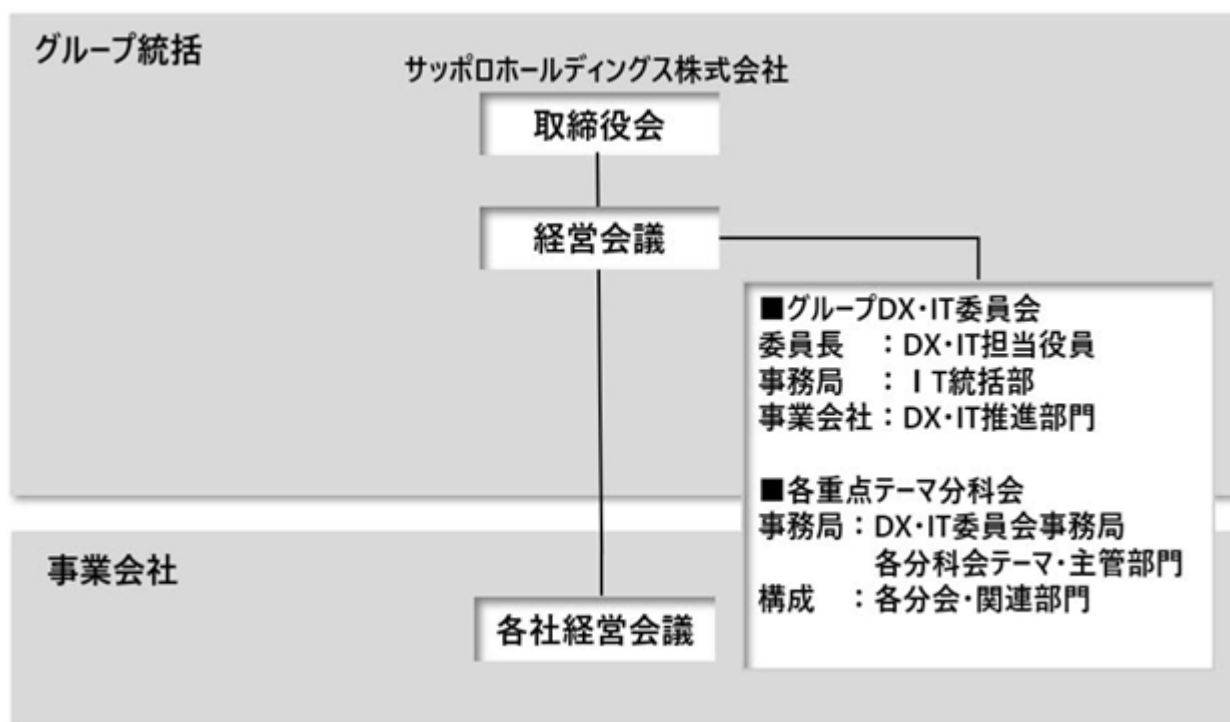 グループ統括
サッポロホールディングス株式会社
取締役会
経営会議
■グループDX･IT委員会
委員長　：DX･IT担当役員
事務局　：ＩT統括部
事業会社：DX･IT推進部門
■各重点テーマ分科会
事務局：DX･IT委員会事務局
各分科会テーマ･主管部門
構成　：各分会･関連部門
事業会社
各社経営会議